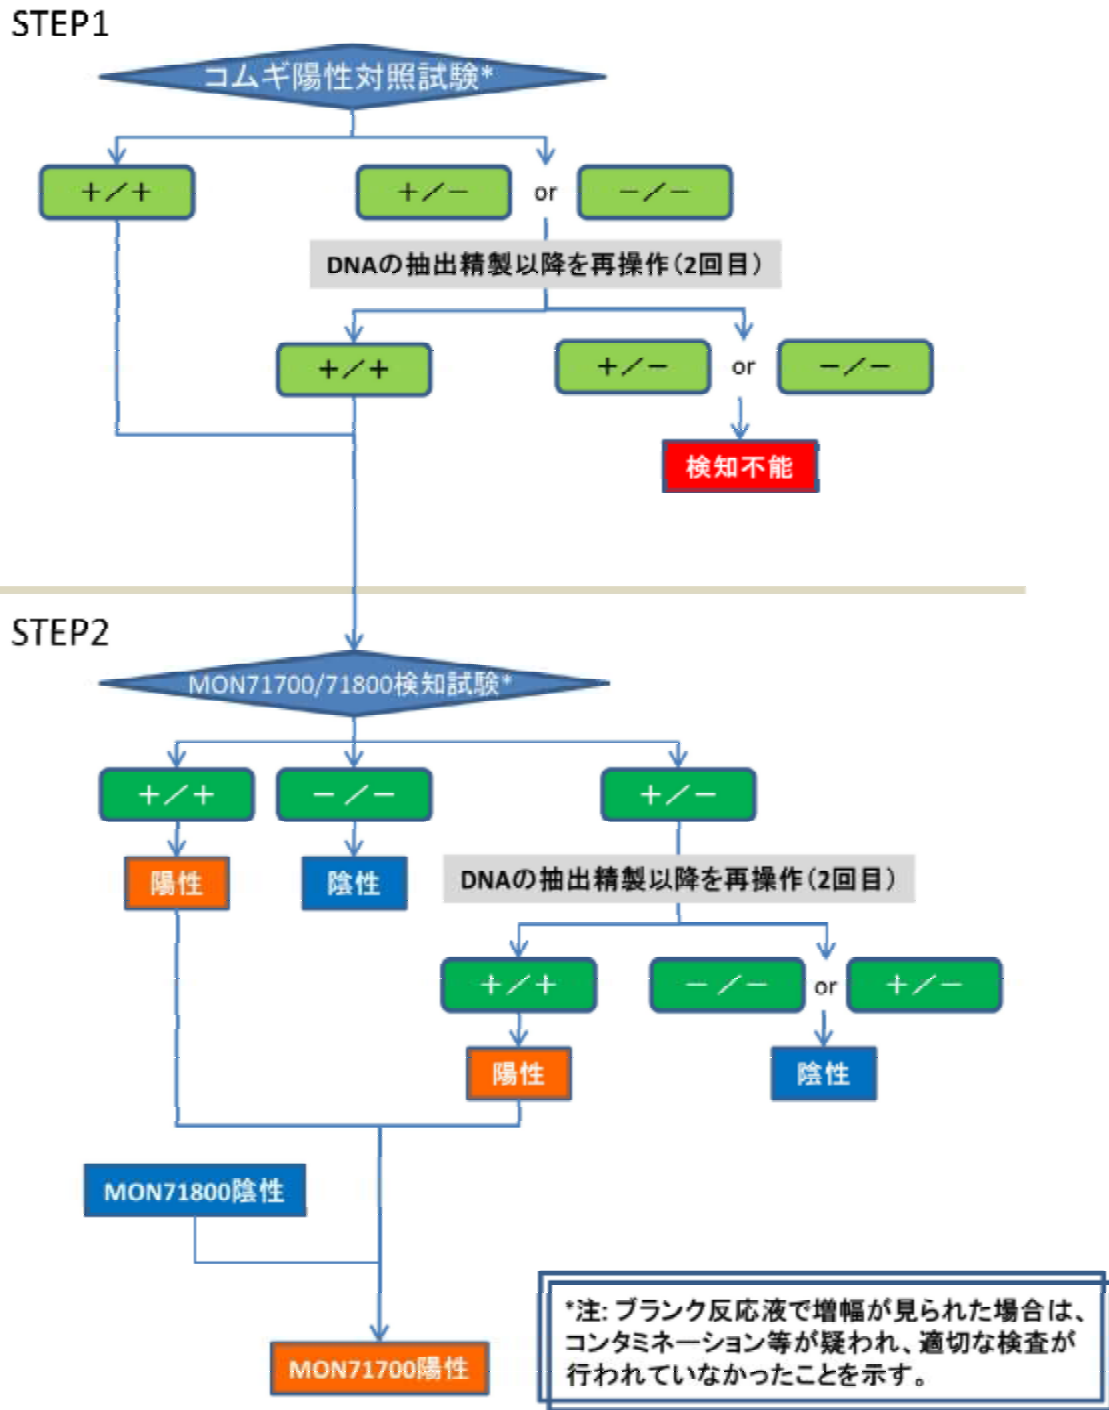 STEP1
コムギ陽性対照試験*
+/+
+/−
or
−/−
DNAの抽出精製以降を再操作(2回目)
+/+
+/−
or
−/−
検知不能
STEP2
MON71700/71800検知試験*
+/+
−/−
+/−
陽性
陰性
DNAの抽出精製以降を再操作(2回目)
+/+
−/−
or
+/−
陽性
陰性
MON71800陰性
MON71700陽性
*注: ブランク反応液で増幅が見られた場合は、
コンタミネーション等が疑われ、適切な検査が
行われていなかったことを示す。